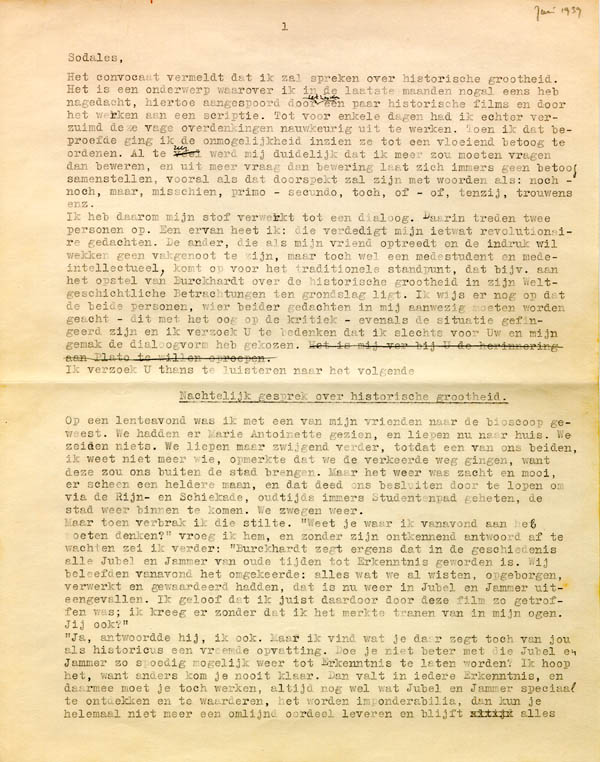 Juni 1939
1
Sodales,
Het convocaat vermeldt dat ik zal spreken over historische grootheid.
Het is een onderwerp waarover ik in de laatste maanden nogal eens heb
nagedacht, hiertoe aangespoord door een paar historische films en door
het werken aan een scriptie. Tot voor enkele dagen had ik echter ver-
zuimd deze vage overdenkingen nauwkeurig uit te werken. Toen ik dat be-
proefde ging ik de onmogelijkheid inzien ze tot een vloeiend betoog te
ordenen. Al te zeer werd mij duidelijk dat ik meer zou moeten vragen
dan beweren, en uit meer vraag dan bewering laat zich immers geen betoog
samenstellen, vooral als dat doorspekt zal zijn met woorden als: noch -
noch, maar, misschien, primo - secundo, toch, of - of, tenzij, trouwens
enz.
Ik heb daarom mijn stof verwerkt tot een dialoog. Daarin treden twee
personen op. Een ervan heet ik: die verdedigt mijn ietwat revolutionai-
re gedachten. De ander, die als mijn vriend optreedt en de indruk wil
wekken geen vakgenoot te zijn, maar toch wel een medestudent en mede-
intellectueel, komt op voor het traditionele standpunt, dat bijv. aan
het opstel van Burckhardt over de historische grootheid in zijn Welt-
geschichtliche Betrachtungen ten grondslag ligt. Ik wijs er nog op dat
de beide personen, wier beider gedachten in mij aanwezig moeten worden
geacht - dit met het oog op de kritiek - evenals de situatie gefin-
geerd zijn en ik verzoek U te bedenken dat ik slechts voor Uw en mijn
gemak de dialoogvorm heb gekozen. Het is mij ver bij U de herinnering
aan Plato te willen oproepen.
Ik verzoek U thans te luisteren naar het volgende
Nachtelijk gesprek over historische grootheid.
Op een lenteavond was ik met een van mijn vrienden naar de bioscoop ge-
weest. We hadden er Marie Antoinette gezien, en liepen nu naar huis. We
zeiden niets. We liepen maar zwijgend verder, totdat een van ons beiden,
ik weet niet meer wie, opmerkte dat we de verkeerde weg gingen, want
deze zou ons buiten de stad brengen. Maar het weer was zacht en mooi,
er scheen een heldere maan, en dat deed ons besluiten door te lopen om
via de Rijn- en Schiekade, oudtijds immers Studentenpad geheten, de
stad weer binnen te komen. We zwegen weer.
Maar toen verbrak ik die stilte. "Weet je waar ik vanavond aan heb
moeten denken?" vroeg ik hem, en zonder zijn ontkennend antwoord af te
wachten zei ik verder: "Burckhardt zegt ergens dat in de geschiedenis
alle Jubel en Jammer van oude tijden tot Erkenntnis geworden is. Wij
beleefden vanavond het omgekeerde: alles wat we al wisten, opgeborgen,
verwerkt en gewaardeerd hadden, dat is nu weer in Jubel en Jammer uit-
eengevallen. Ik geloof dat ik juist daardoor door deze film zo getrof-
fen was; ik kreeg er zonder dat ik het merkte tranen van in mijn ogen.
Jij ook?"
"Ja, antwoordde hij, ik ook. Maar ik vind wat je daar zegt toch van jou
als historicus een vreemde opvatting. Doe je niet beter met die Jubel en
Jammer zo spoedig mogelijk weer tot Erkenntnis te laten worden? Ik hoop
het, want anders kom je nooit klaar. Dan valt in iedere Erkenntnis, en
daarmee moet je toch werken, altijd nog wel wat Jubel en Jammer speciaal
te ontdekken en te waarderen, het worden imponderabilia, dan kun je
helemaal niet meer een omlijnd oordeel leveren en blijft altijd alles